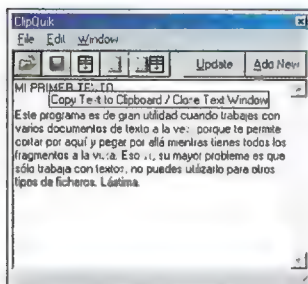 ClipQuik
File Edit Window
Update Add New
MI PRIMER TEXTO
Copy Text to Clipboard / Close Text Window
Este programa es de gran utilidad cuando trabajes con
varios documentos de texto a la vez porque te permite
cortar por aquí y pegar por allá mientras tienes todos los
fragmentos a la vista. Eso sí, su mayor problema es que
sólo trabaja con textos, no puedes utilizarlo para otros
tipos de ficheros. Lástima.